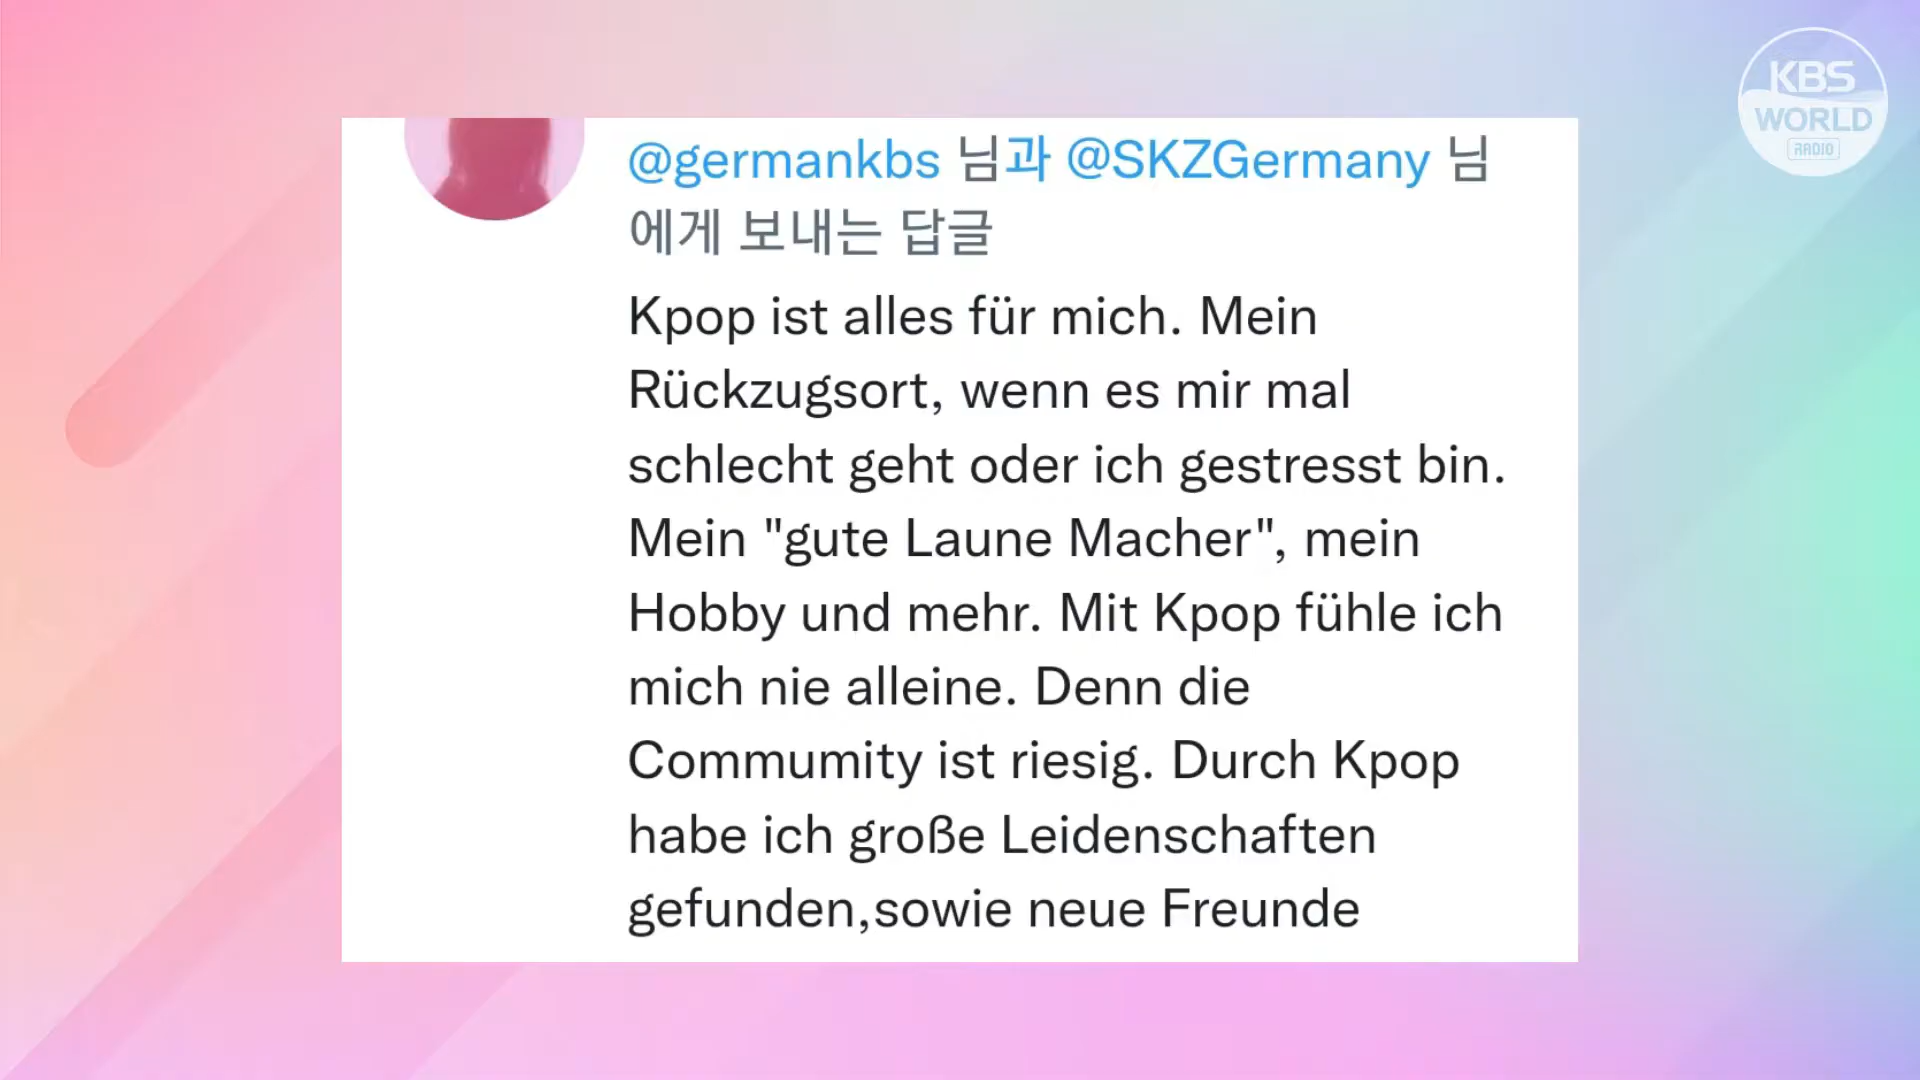 KBS
WORLD
RADIO
@germankbs 님과 @SKZGermany 님
에게 보내는 답글
Kpop ist alles für mich. Mein
Rückzugsort, wenn es mir mal
schlecht geht oder ich gestresst bin.
Mein "gute Laune Macher", mein
Hobby und mehr. Mit Kpop fühle ich
mich nie alleine. Denn die
Commumity ist riesig. Durch Kpop
habe ich große Leidenschaften
gefunden,sowie neue Freunde